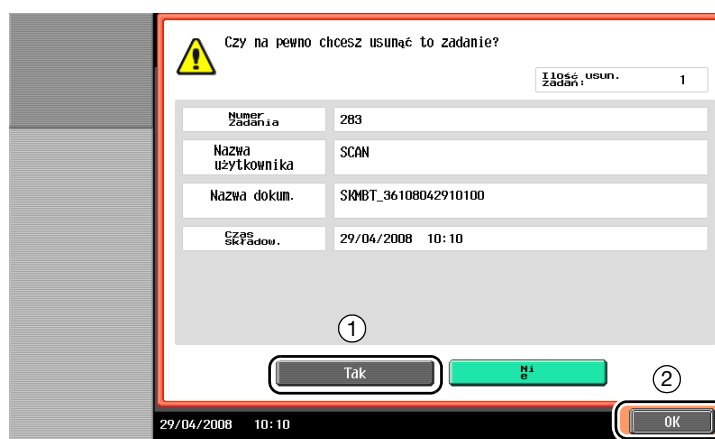 Czy na pewno chcesz usunąć to zadanie?
Ilość usun.
zadań: 1
Numer
Zadania 283
Nazwa
użytkownika SCAN
Nazwa dokum. SKMBT_36108042910100
Czas
składow. 29/04/2008 10:10
1
Tak Ni
e
2
29/04/2008 10:10 OK